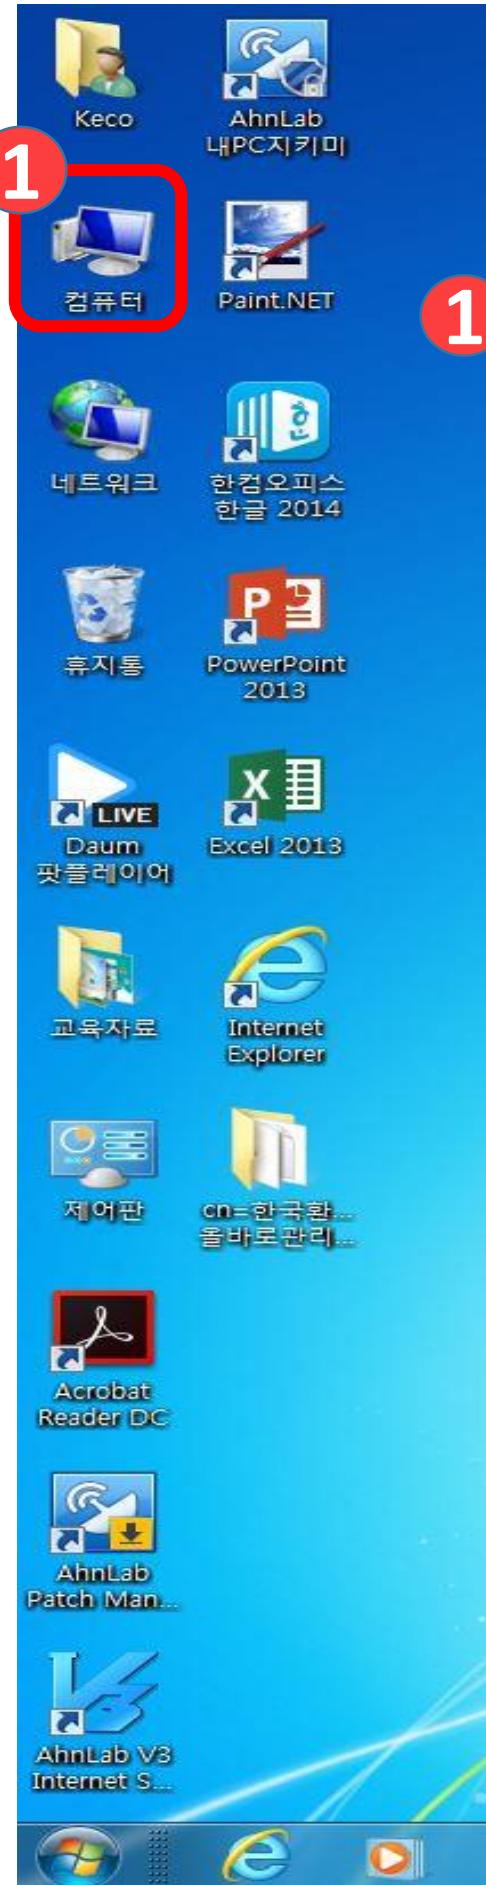 Keco
AhnLab
내PC지키미
1
컴퓨터
Paint.NET
1
네트워크
한
한컴오피스
한글 2014
휴지통
P
PowerPoint
2013
LIVE
Daum
팟플레이어
X
Excel 2013
교육자료
Internet
Explorer
제어판
cn=한국환...
올바로관리...
Acrobat
Reader DC
AhnLab
Patch Man...
V3
AhnLab V3
Internet S...